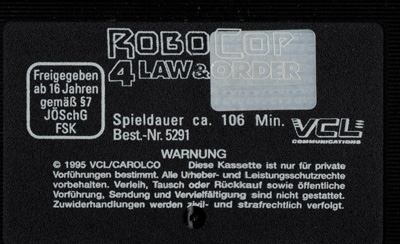 ROBOCOP
4 LAW & ORDER
Freigegeben
ab 16 Jahren
gemäß §7
JÖSchG
FSK
Spieldauer ca. 106 Min.
Best.-Nr. 5291
VCL
COMMUNICATIONS
WARNUNG
© 1995 VCL/CAROLCO Diese Kassette ist nur für private
Vorführungen bestimmt. Alle Urheber- und Leistungsschutzrechte
vorbehalten. Verleih, Tausch oder Rückkauf sowie öffentliche
Vorführung, Sendung und Vervielfältigung sind nicht gestattet.
Zuwiderhandlungen werden zivil- und strafrechtlich verfolgt.